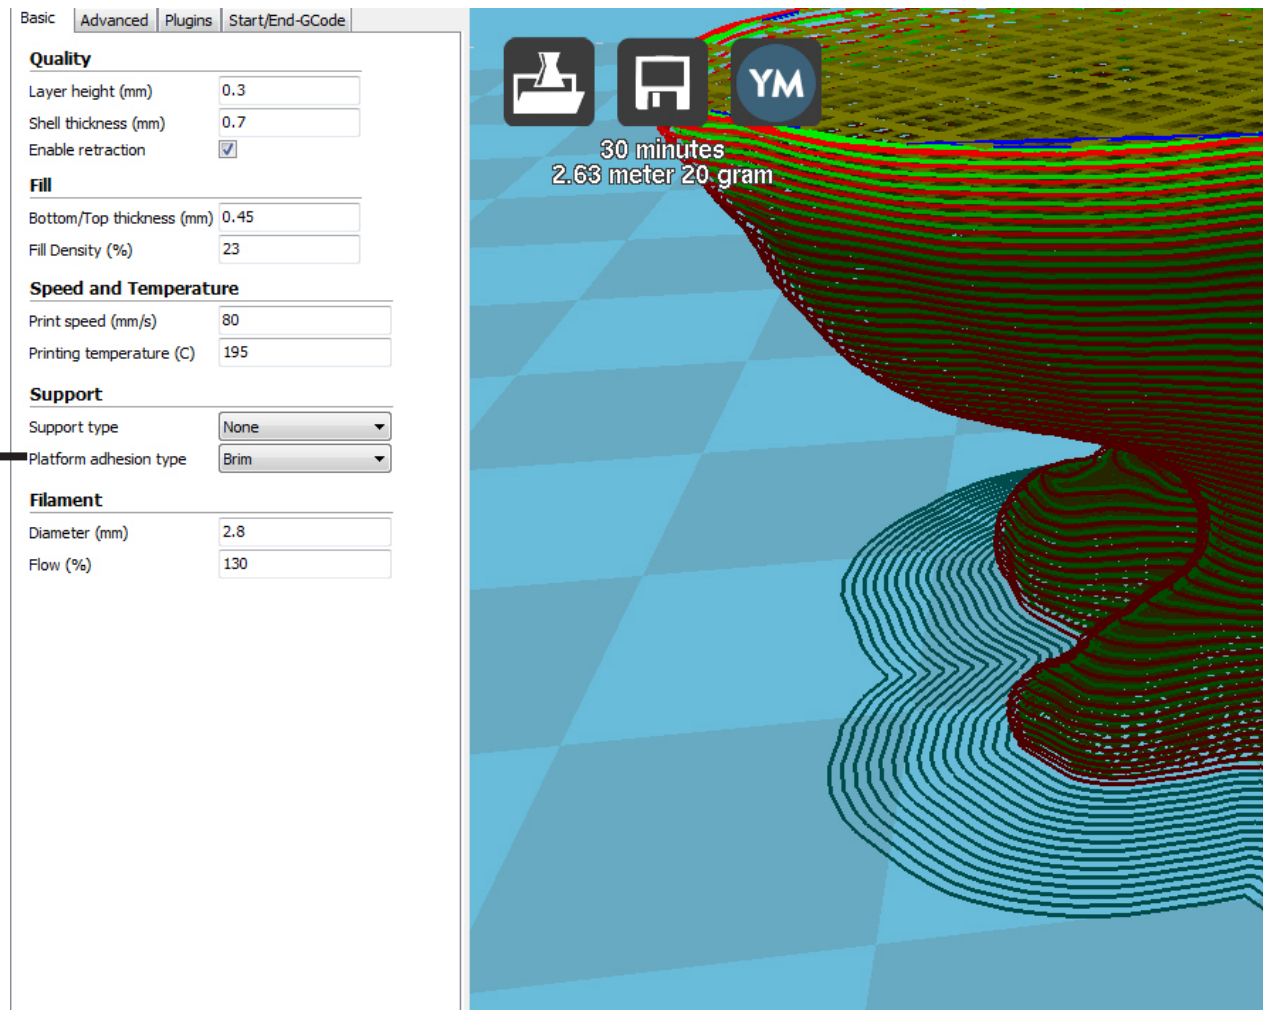 Basic Advanced Plugins Start/End-GCode
Quality
Layer height (mm) 0.3
Shell thickness (mm) 0.7
Enable retraction
Fill
Bottom/Top thickness (mm) 0.45
Fill Density (%) 23
Speed and Temperature
Print speed (mm/s) 80
Printing temperature (C) 195
Support
Support type None
Platform adhesion type Brim
Filament
Diameter (mm) 2.8
Flow (%) 130
YM
30 minutes
2.63 meter 20 gram